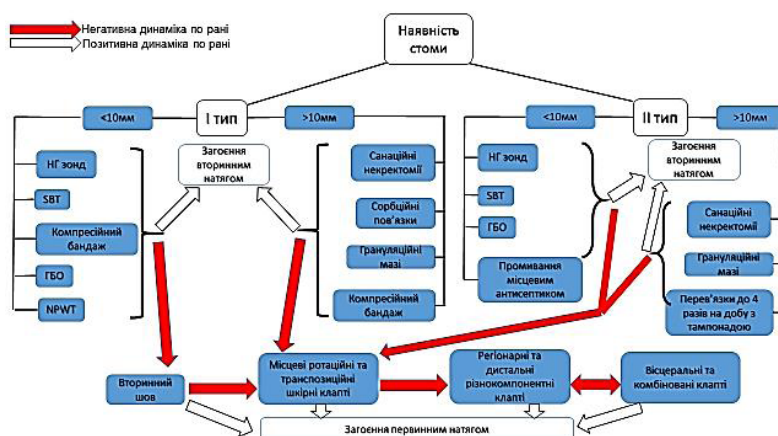 Негативна динаміка по рані
Позитивна динаміка по рані
Наявність
стоми
<10мм
І тип
>10мм
<10мм
ІІ тип
>10мм
Загоєння
вторинним
натягом
Загоєння
вторинним
натягом
НГ зонд
SBT
Компресійний
бандаж
ГБО
NPWT
Санаційні
некректомії
Сорбційні
пов'язки
Грануляційні
мазі
Компресійний
бандаж
НГ зонд
SBT
ГБО
Промивання
місцевим
антисептиком
Санаційні
некректомії
Грануляційні
мазі
Перев'язки до 4
разів на добу з
тампонадою
Вторинний
шов
Місцеві ротаційні та
транспозиційні
шкірні клапті
Регіонарні та
дистальні
різнокомпонентні
клапті
Вісцеральні та
комбіновані клапті
Загоєння первинним натягом